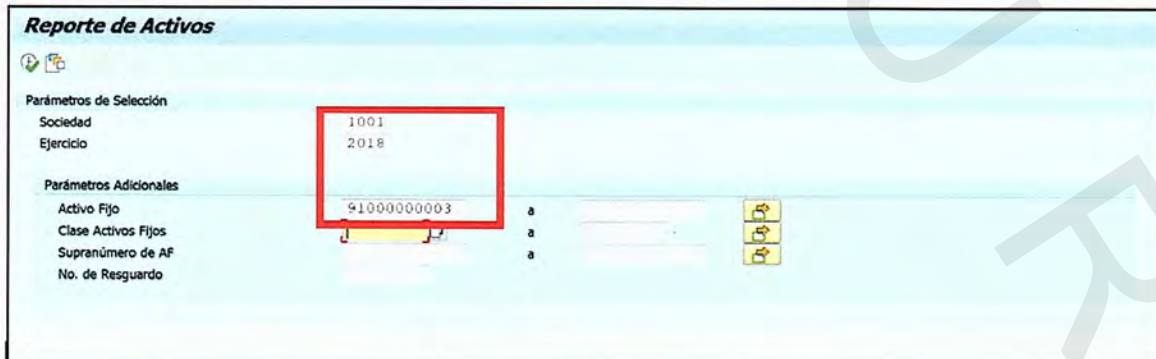 Reporte de Activos
Parámetros de Selección
Sociedad 1001
Ejercicio 2018
Parámetros Adicionales
Activo Fijo 91000000003 a
Clase Activos Fijos a
Supranúmero de AF a
No. de Resguardo